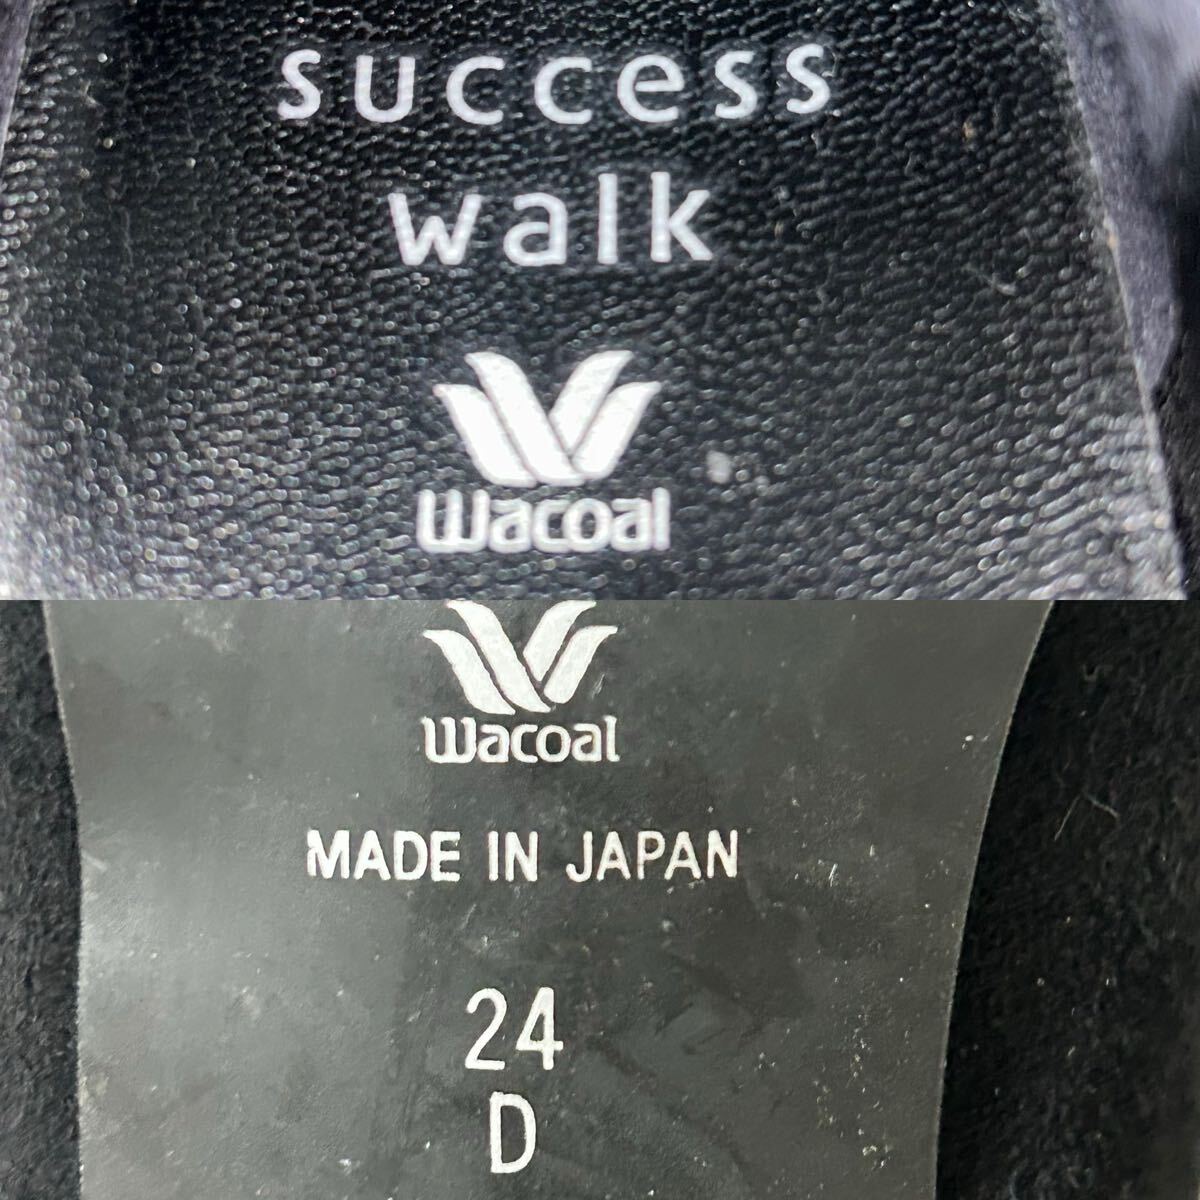 success
walk
Wacoal
Wacoal
MADE IN JAPAN
24
D